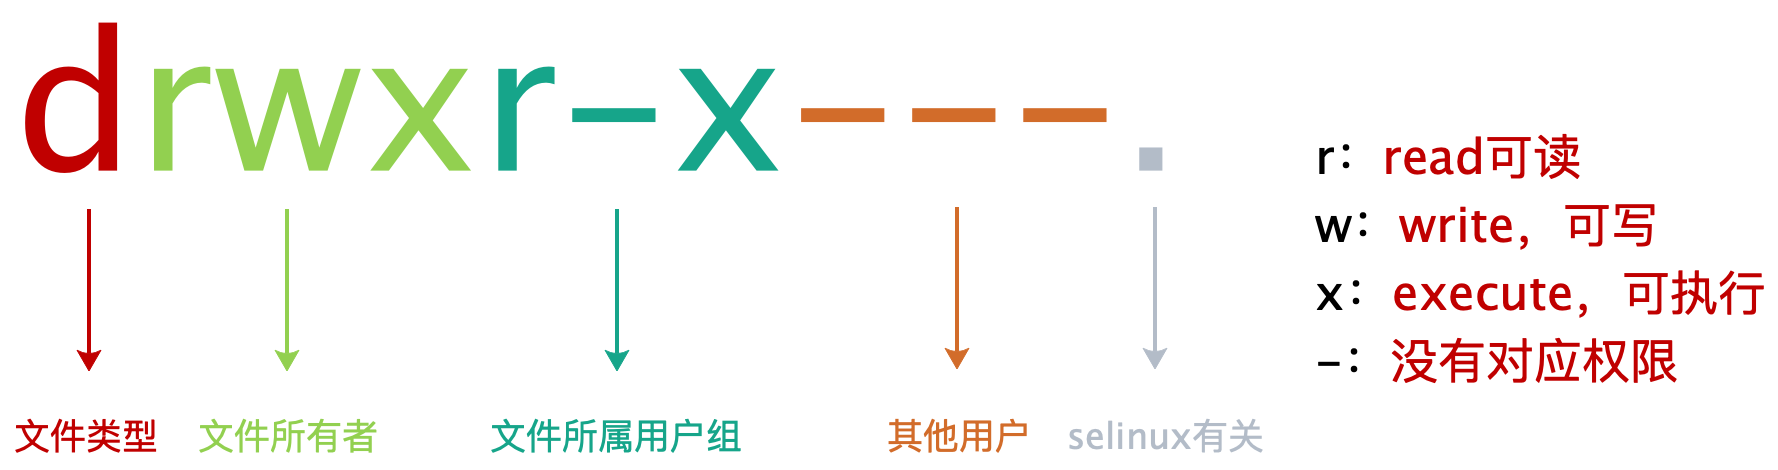 drwxr-x---.
r：read可读
w：write，可写
x：execute，可执行
-：没有对应权限
文件类型 文件所有者 文件所属用户组 其他用户 selinux有关